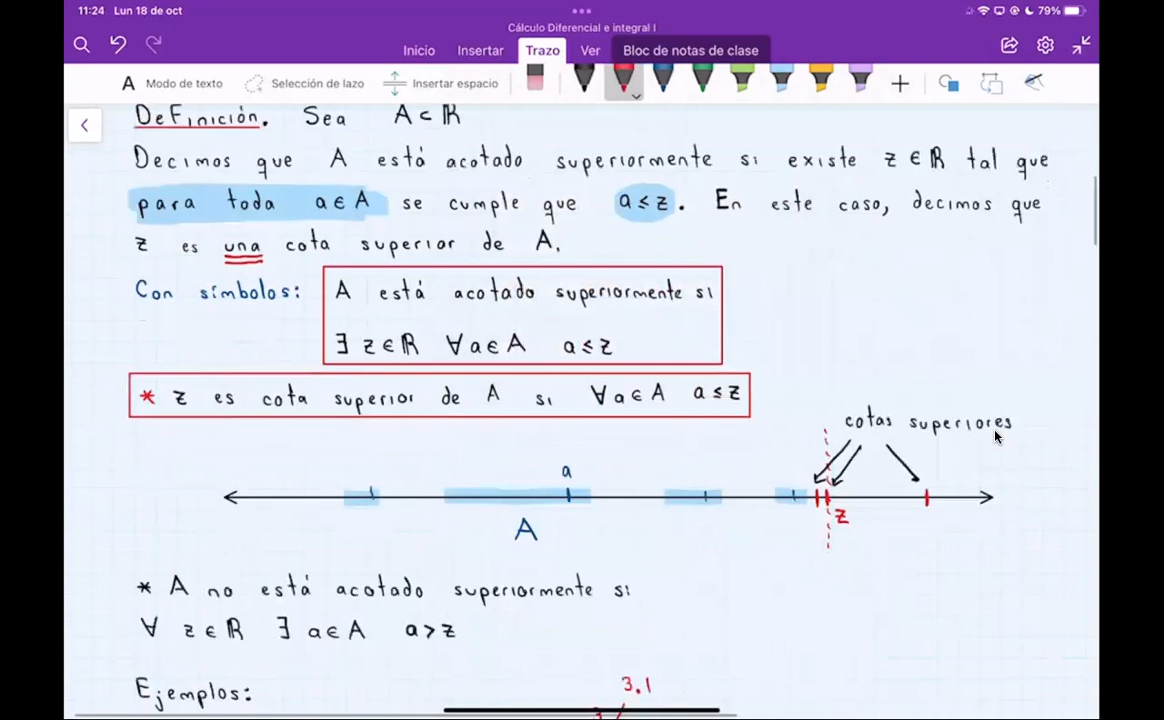 11:24 Lun 18 de oct
79%
Cálculo Diferencial e integral I
Inicio Insertar Trazo Ver Bloc de notas de clase
A Modo de texto Selección de lazo Insertar espacio
Definición. Sea A ⊂ ℝ
Decimos que A está acotado superiormente si existe z ∈ ℝ tal que
para toda a ∈ A se cumple que a ≤ z. En este caso, decimos que
z es una cota superior de A.
Con símbolos: A está acotado superiormente si
∃ z ∈ ℝ ∀ a ∈ A a ≤ z
* z es cota superior de A si ∀ a ∈ A a ≤ z
cotas superiores
a
z
A
* A no está acotado superiormente si
∀ z ∈ ℝ ∃ a ∈ A a > z
3.1
Ejemplos: